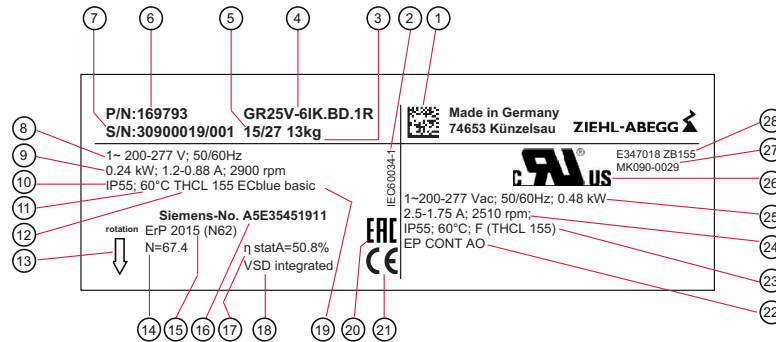 7
6
5
4
3
2
1
P/N:169793
S/N:30900019/001
GR25V-6IK.BD.1R
15/27 13kg
1~ 200-277 V; 50/60Hz
0.24 kW; 1.2-0.88 A; 2900 rpm
IP55; 60°C THCL 155 ECblue basic
Siemens-No. A5E35451911
rotation
ErP 2015 (N62)
N=67.4
η statA=50.8%
VSD integrated
IEC60034-1
EAC
CE
Made in Germany
74653 Künzelsau
ZIEHL-ABEGG
E347018 ZB155
MK090-0029
c RU US
1~200-277 Vac; 50/60Hz; 0.48 kW
2.5-1.75 A; 2510 rpm;
IP55; 60°C; F (THCL 155)
EP CONT AO
8
9
10
11
12
13
14
15
16
17
18
19
20
21
28
27
26
25
24
23
22